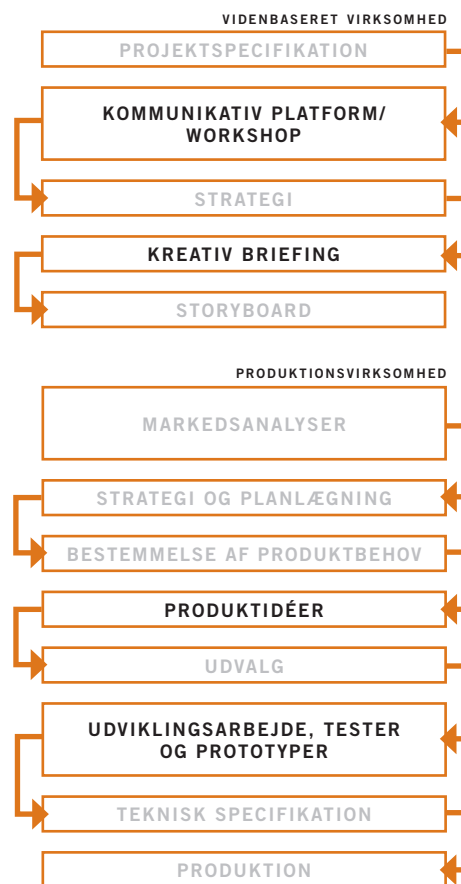 VIDENBASERET VIRKSOMHED
PROJEKTSPECIFIKATION
KOMMUNIKATIV PLATFORM/
WORKSHOP
STRATEGI
KREATIV BRIEFING
STORYBOARD
PRODUKTIONSVIRKSOMHED
MARKEDSANALYSER
STRATEGI OG PLANLÆGNING
BESTEMMELSE AF PRODUKTBEHOV
PRODUKTIDÉER
UDVALG
UDVIKLINGSARBEJDE, TESTER
OG PROTOTYPER
TEKNISK SPECIFIKATION
PRODUKTION